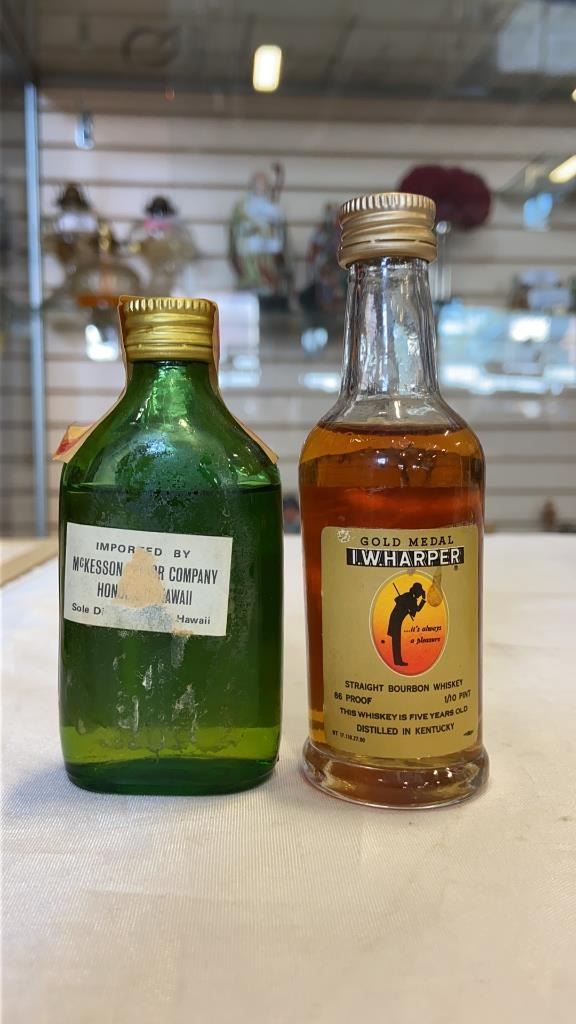 IMPORTED BY
McKESSON COMPANY
Sole Hawaii
GOLD MEDAL
I.W.HARPER®
...it's always
a pleasure
STRAIGHT BOURBON WHISKEY
86 PROOF 1/10 PINT
THIS WHISKEY IS FIVE YEARS OLD
DISTILLED IN KENTUCKY